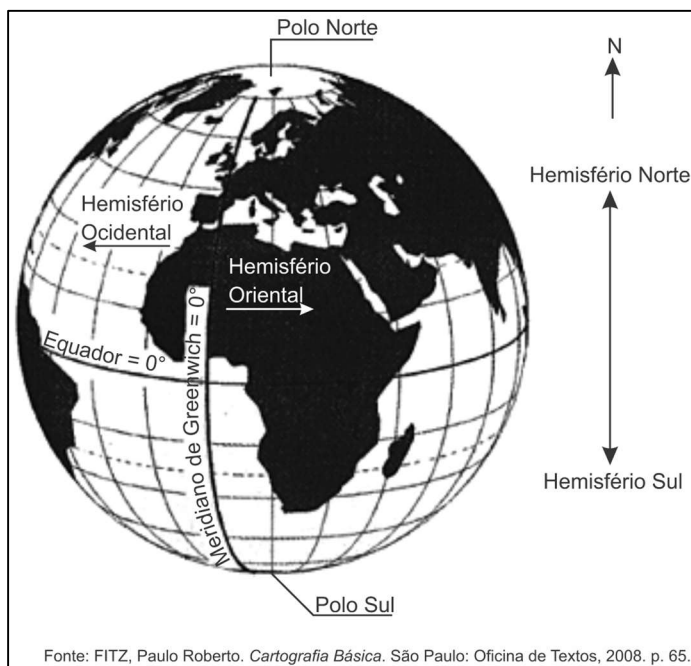 Polo Norte
N
Hemisfério Norte
Hemisfério
Ocidental
Hemisfério
Oriental
Equador = 0°
Meridiano de Greenwich = 0°
Hemisfério Sul
Polo Sul
Fonte: FITZ, Paulo Roberto. Cartografia Básica. São Paulo: Oficina de Textos, 2008. p. 65.